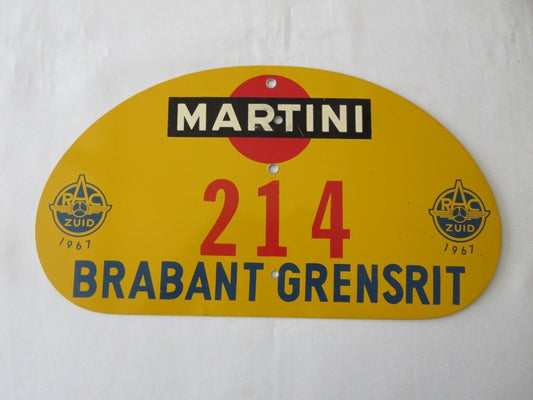 MARTINI
214
RAC
ZUID
1967
RAC
ZUID
1967
BRABANT GRENSRIT